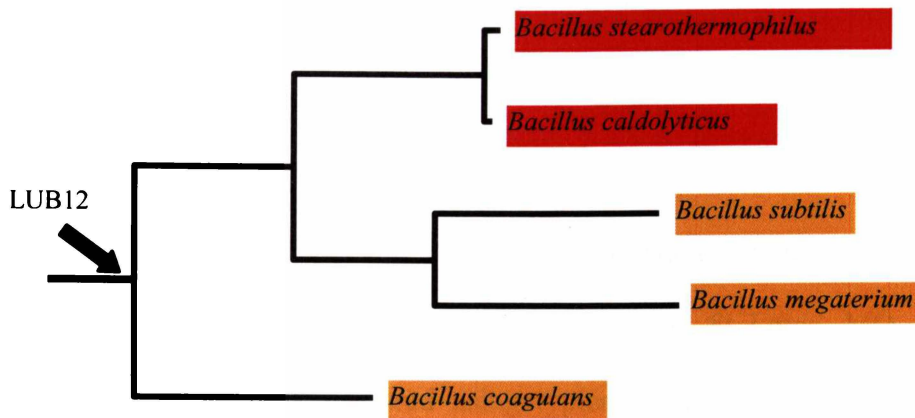 Bacillus stearothermophilus
Bacillus caldolyticus
LUB12
Bacillus subtilis
Bacillus megaterium
Bacillus coagulans